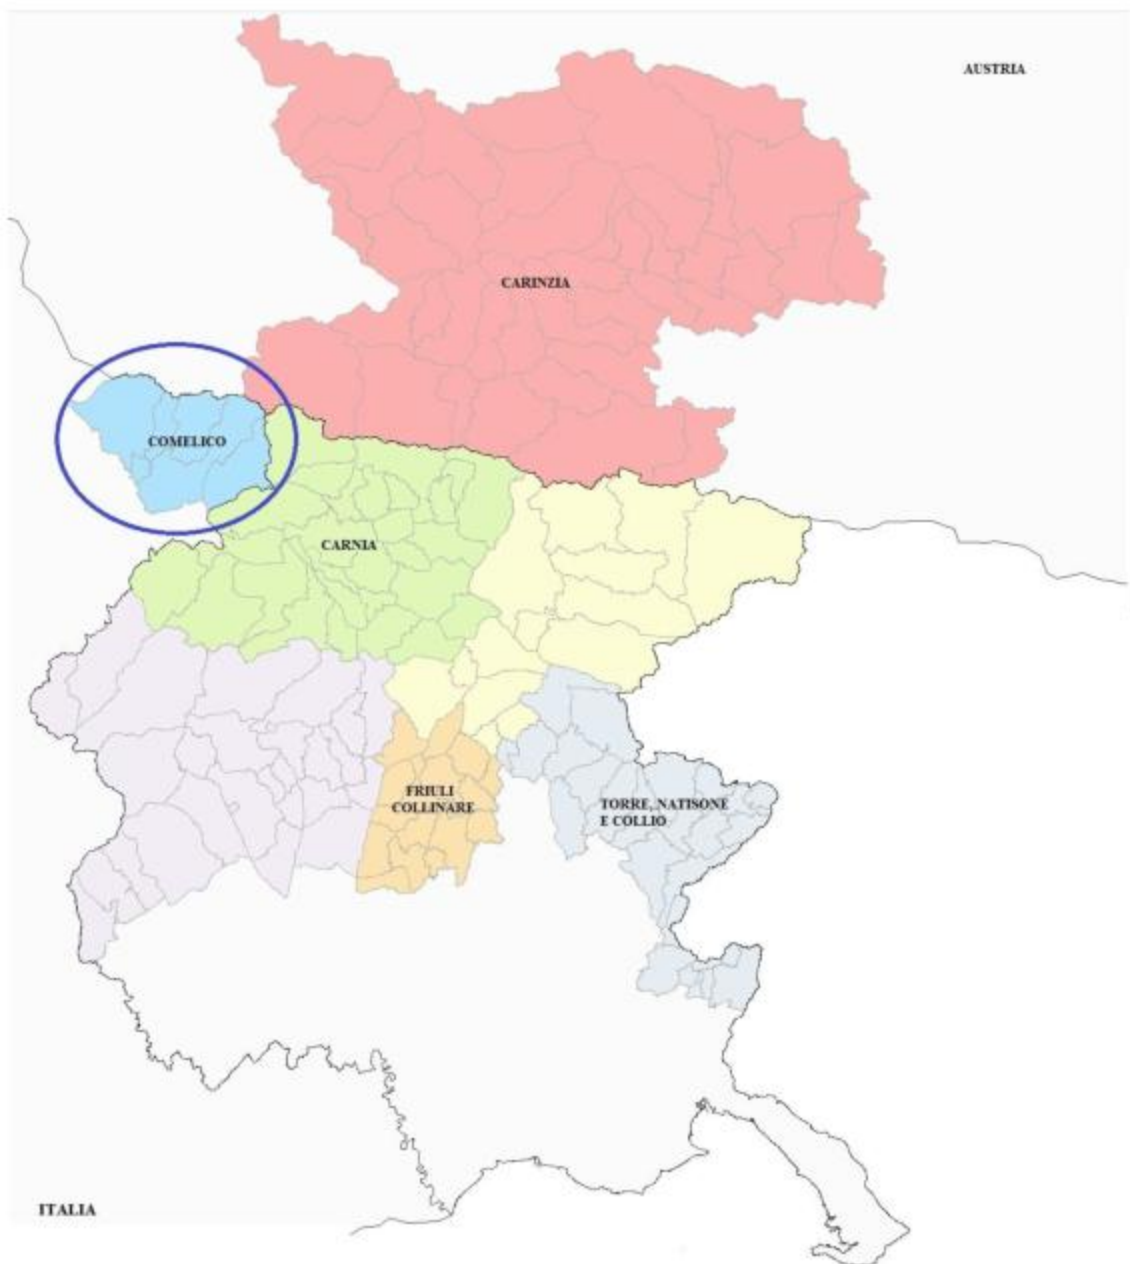 AUSTRIA
CARINZIA
COMELICO
CARNIA
FRIULI
COLLINARE
TORRE, NATISONE
E COLLIO
ITALIA